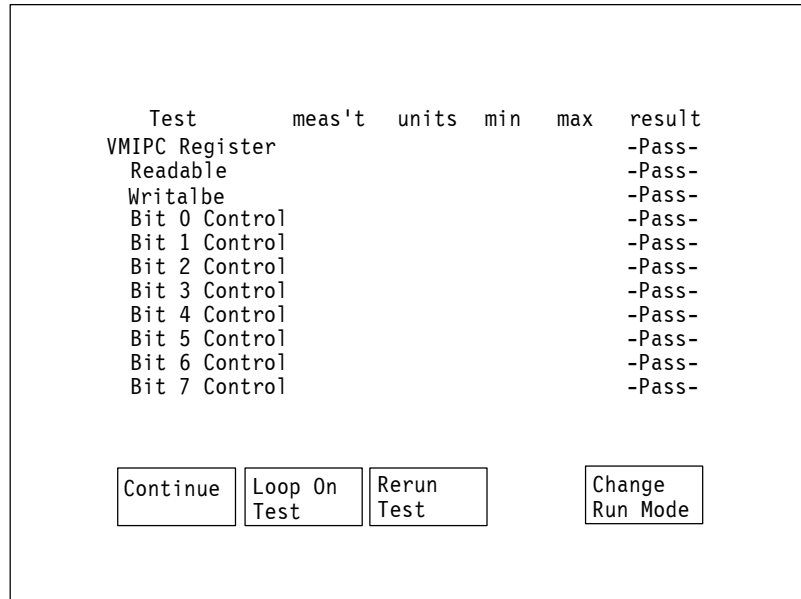 Test meas't units min max result
VMIPC Register -Pass-
Readable -Pass-
Writalbe -Pass-
Bit 0 Control -Pass-
Bit 1 Control -Pass-
Bit 2 Control -Pass-
Bit 3 Control -Pass-
Bit 4 Control -Pass-
Bit 5 Control -Pass-
Bit 6 Control -Pass-
Bit 7 Control -Pass-
Continue
Loop On
Test
Rerun
Test
Change
Run Mode